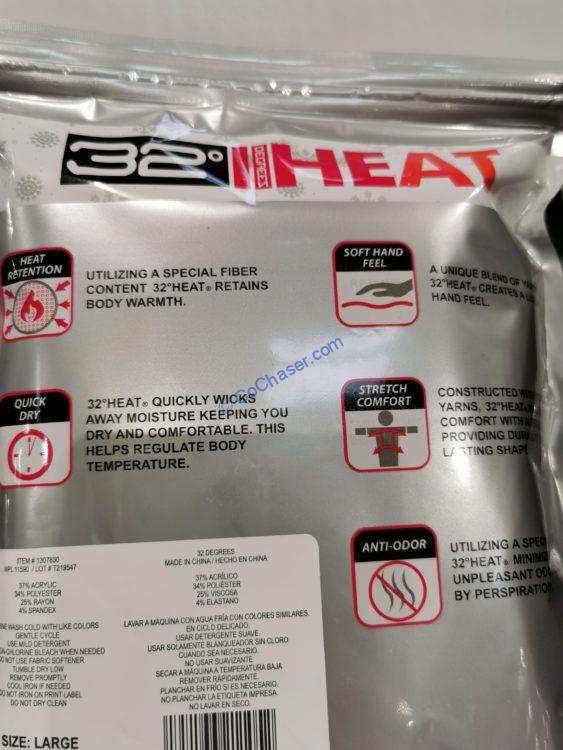 32° DEGREES HEAT
HEAT
RETENTION
UTILIZING A SPECIAL FIBER
CONTENT 32°HEAT® RETAINS
BODY WARMTH.
SOFT HAND
FEEL
A UNIQUE BLEND OF
32°HEAT® CREATES A
HAND FEEL.
CoChaser.com
QUICK
DRY
32°HEAT® QUICKLY WICKS
AWAY MOISTURE KEEPING YOU
DRY AND COMFORTABLE. THIS
HELPS REGULATE BODY
TEMPERATURE.
STRETCH
COMFORT
CONSTRUCTED
YARNS, 32°HEAT®
COMFORT WITH
PROVIDING
LASTING SHAPE
ANTI-ODOR
UTILIZING A
32°HEAT®
UNPLEASANT
BY PERSPIRATION
ITEM # 1307830
MPL 11590 / LOT # T219547
37% ACRYLIC
34% POLYESTER
25% RAYON
4% SPANDEX
WASH COLD WITH LIKE COLORS
GENTLE CYCLE
USE MILD DETERGENT
BLEACH WHEN NEEDED
NOT USE FABRIC SOFTENER
TUMBLE DRY LOW
REMOVE PROMPTLY
COOL IRON IF NEEDED
DO NOT IRON ON PRINT LABEL
DO NOT DRY CLEAN
SIZE: LARGE
32 DEGREES
MADE IN CHINA / HECHO EN CHINA
37% ACRÍLICO
34% POLIÉSTER
25% VISCOSA
4% ELASTANO
LAVAR A MÁQUINA CON AGUA FRÍA CON COLORES SIMILARES.
EN CICLO DELICADO.
USAR DETERGENTE SUAVE.
USAR SOLAMENTE BLANQUEADOR SIN CLORO
CUANDO SEA NECESARIO.
NO USAR SUAVIZANTE
SECAR A MÁQUINA A TEMPERATURA BAJA
REMOVER RÁPIDAMENTE.
PLANCHAR EN FRÍO SI ES NECESARIO.
NO PLANCHAR LA ETIQUETA IMPRESA.
NO LAVAR EN SECO.